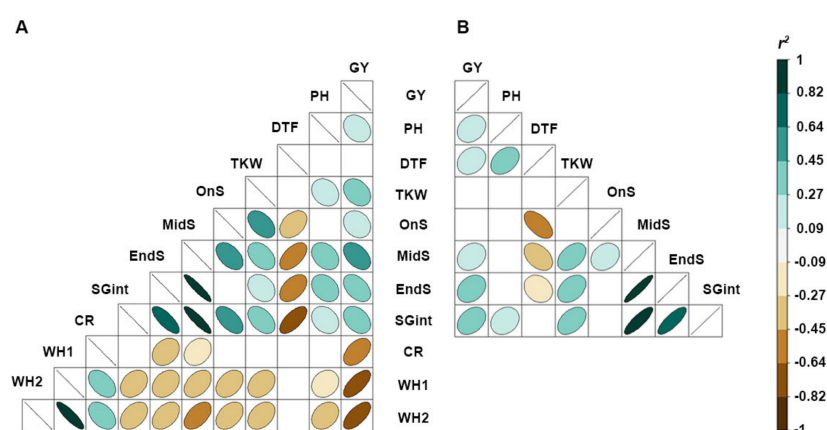 A
B
r²
GY
PH
DTF
TKW
OnS
MidS
EndS
SGint
CR
WH1
WH2
GY
PH
DTF
TKW
OnS
MidS
EndS
SGint
CR
WH1
WH2
GY
PH
DTF
TKW
OnS
MidS
EndS
SGint
1
0.82
0.64
0.45
0.27
0.09
-0.09
-0.27
-0.45
-0.64
-0.82
-1